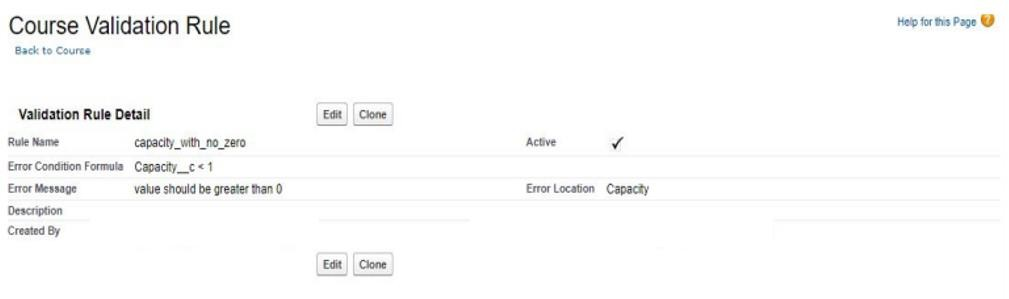 Course Validation Rule
Help for this Page ?
Back to Course
Validation Rule Detail
Edit Clone
Rule Name capacity_with_no_zero Active ✓
Error Condition Formula Capacity__c < 1
Error Message value should be greater than 0 Error Location Capacity
Description
Created By
Edit Clone